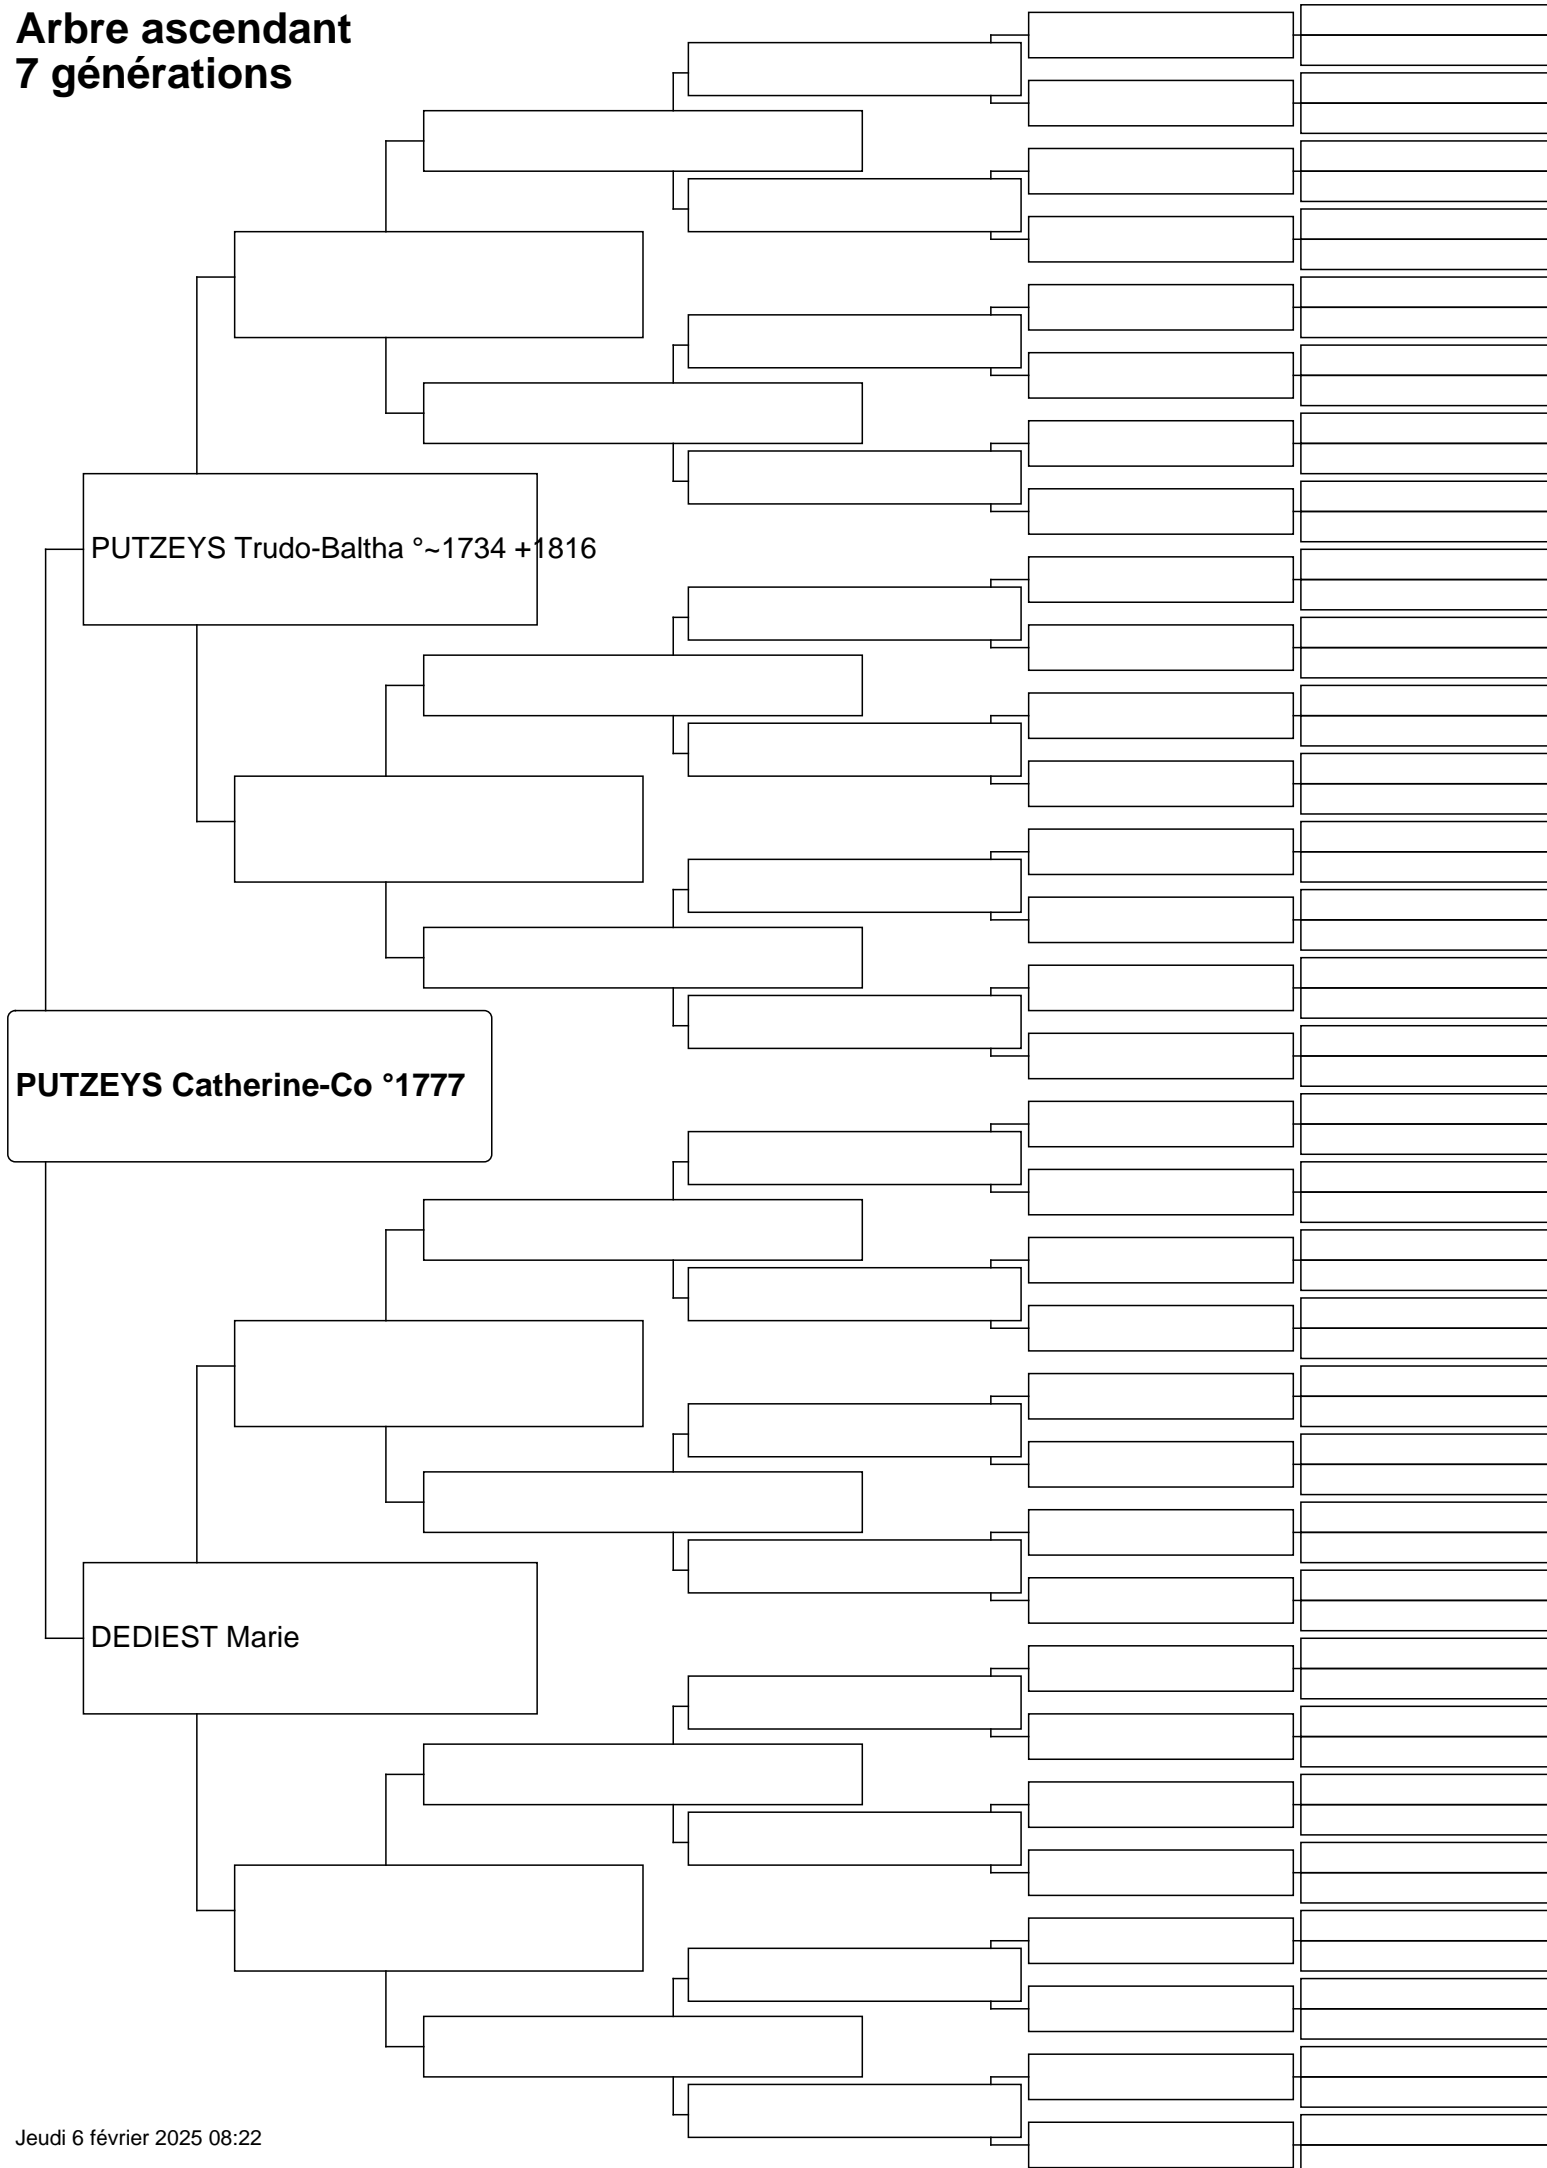 Arbre ascendant
7 générations
PUTZEYS Trudo-Baltha °~1734 +1816
PUTZEYS Catherine-Co °1777
DEDIEST Marie
Jeudi 6 février 2025 08:22